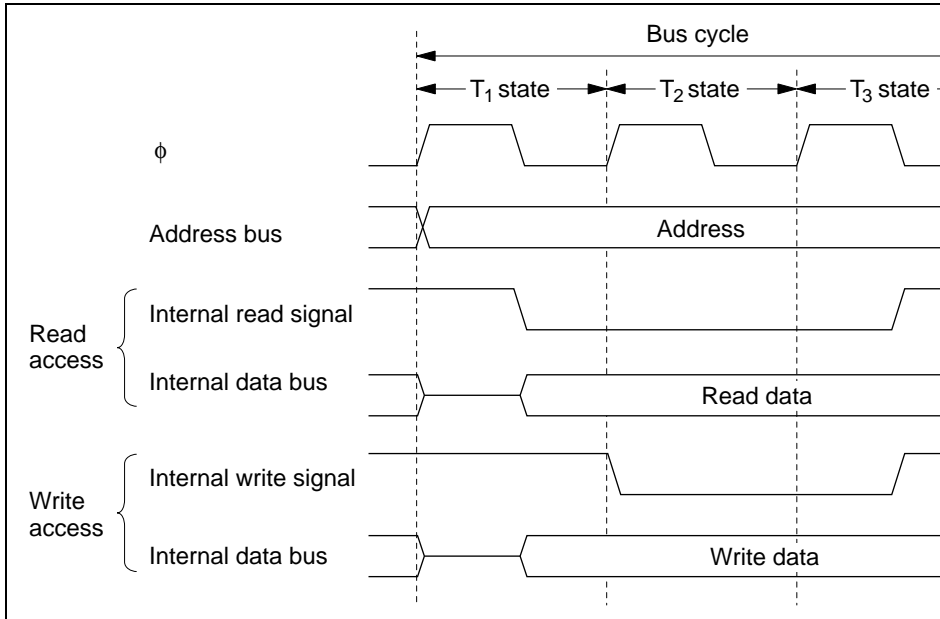 Bus cycle
T₁ state T₂ state T₃ state
ϕ
Address bus Address
Read access
Internal read signal
Internal data bus Read data
Write access
Internal write signal
Internal data bus Write data